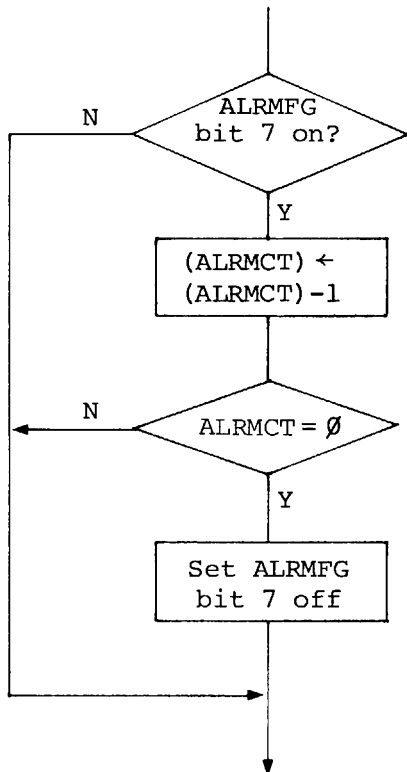 ALRMFG
bit 7 on?
N
Y
(ALRMCT) ←
(ALRMCT)-1
N
ALRMCT = Ø
Y
Set ALRMFG
bit 7 off